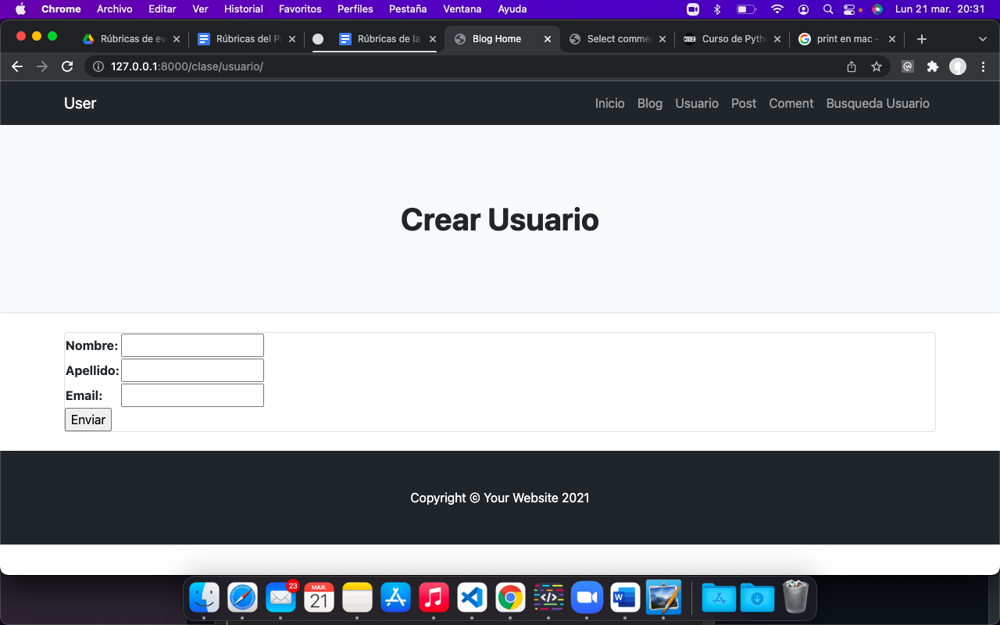 Chrome Archivo Editar Ver Historial Favoritos Perfiles Pestaña Ventana Ayuda Lun 21 mar. 20:31
Rúbricas de ev Rúbricas del P Rúbricas de la Blog Home Select comme Curso de Pyth print en mac -
127.0.0.1:8000/clase/usuario/
User Inicio Blog Usuario Post Coment Busqueda Usuario
Crear Usuario
Nombre:
Apellido:
Email:
Enviar
Copyright © Your Website 2021
23
MAR.
21